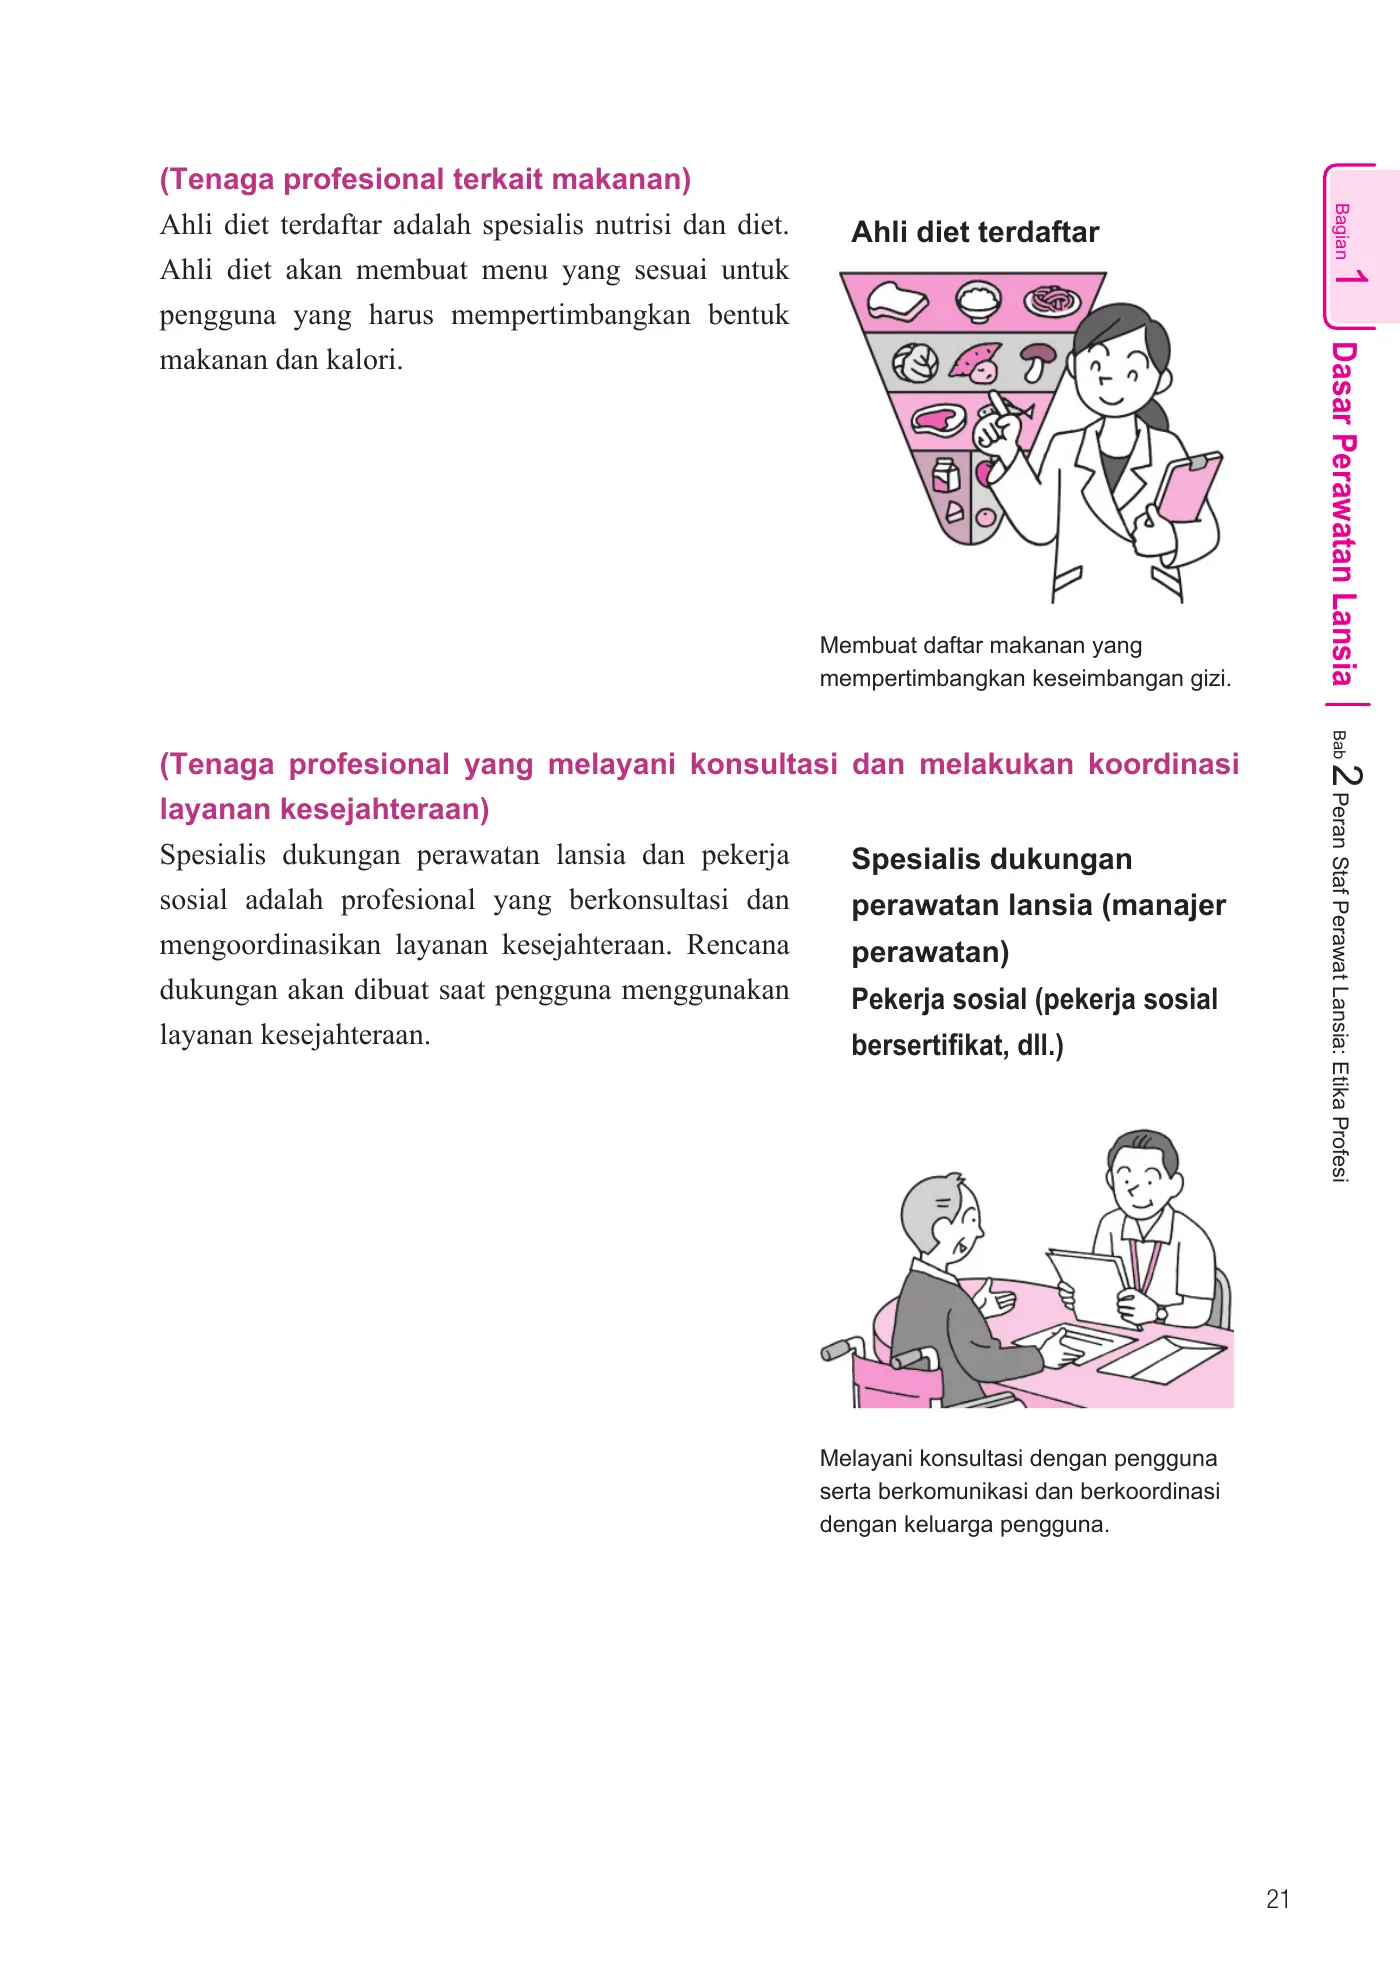 (Tenaga profesional terkait makanan)
Ahli diet terdaftar adalah spesialis nutrisi dan diet.
Ahli diet akan membuat menu yang sesuai untuk
pengguna yang harus mempertimbangkan bentuk
makanan dan kalori.
Ahli diet terdaftar
Membuat daftar makanan yang
mempertimbangkan keseimbangan gizi.
(Tenaga profesional yang melayani konsultasi dan melakukan koordinasi
layanan kesejahteraan)
Spesialis dukungan perawatan lansia dan pekerja
sosial adalah profesional yang berkonsultasi dan
mengoordinasikan layanan kesejahteraan. Rencana
dukungan akan dibuat saat pengguna menggunakan
layanan kesejahteraan.
Spesialis dukungan
perawatan lansia (manajer
perawatan)
Pekerja sosial (pekerja sosial
bersertifikat, dll.)
Melayani konsultasi dengan pengguna
serta berkomunikasi dan berkoordinasi
dengan keluarga pengguna.
Bagian 1 Dasar Perawatan Lansia
Bab 2 Peran Staf Perawat Lansia: Etika Profesi
21